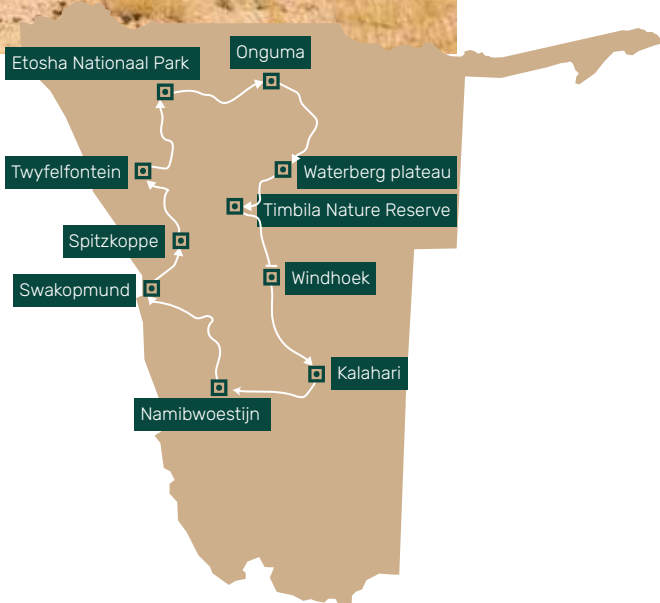 Onguma
Etosha Nationaal Park
Twyfelfontein
Waterberg plateau
Timbila Nature Reserve
Spitzkoppe
Windhoek
Swakopmund
Kalahari
Namibwoestijn